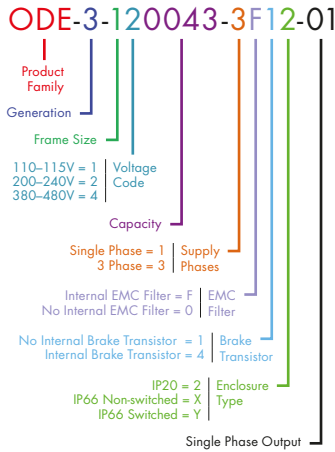 ODE-3-120043-3F12-01
Product
Family
Generation
Frame Size
110–115V = 1 Voltage
200–240V = 2 Code
380–480V = 4
Capacity
Single Phase = 1 Supply
3 Phase = 3 Phases
Internal EMC Filter = F EMC
No Internal EMC Filter = 0 Filter
No Internal Brake Transistor = 1 Brake
Internal Brake Transistor = 4 Transistor
IP20 = 2 Enclosure
IP66 Non-switched = X Type
IP66 Switched = Y
Single Phase Output